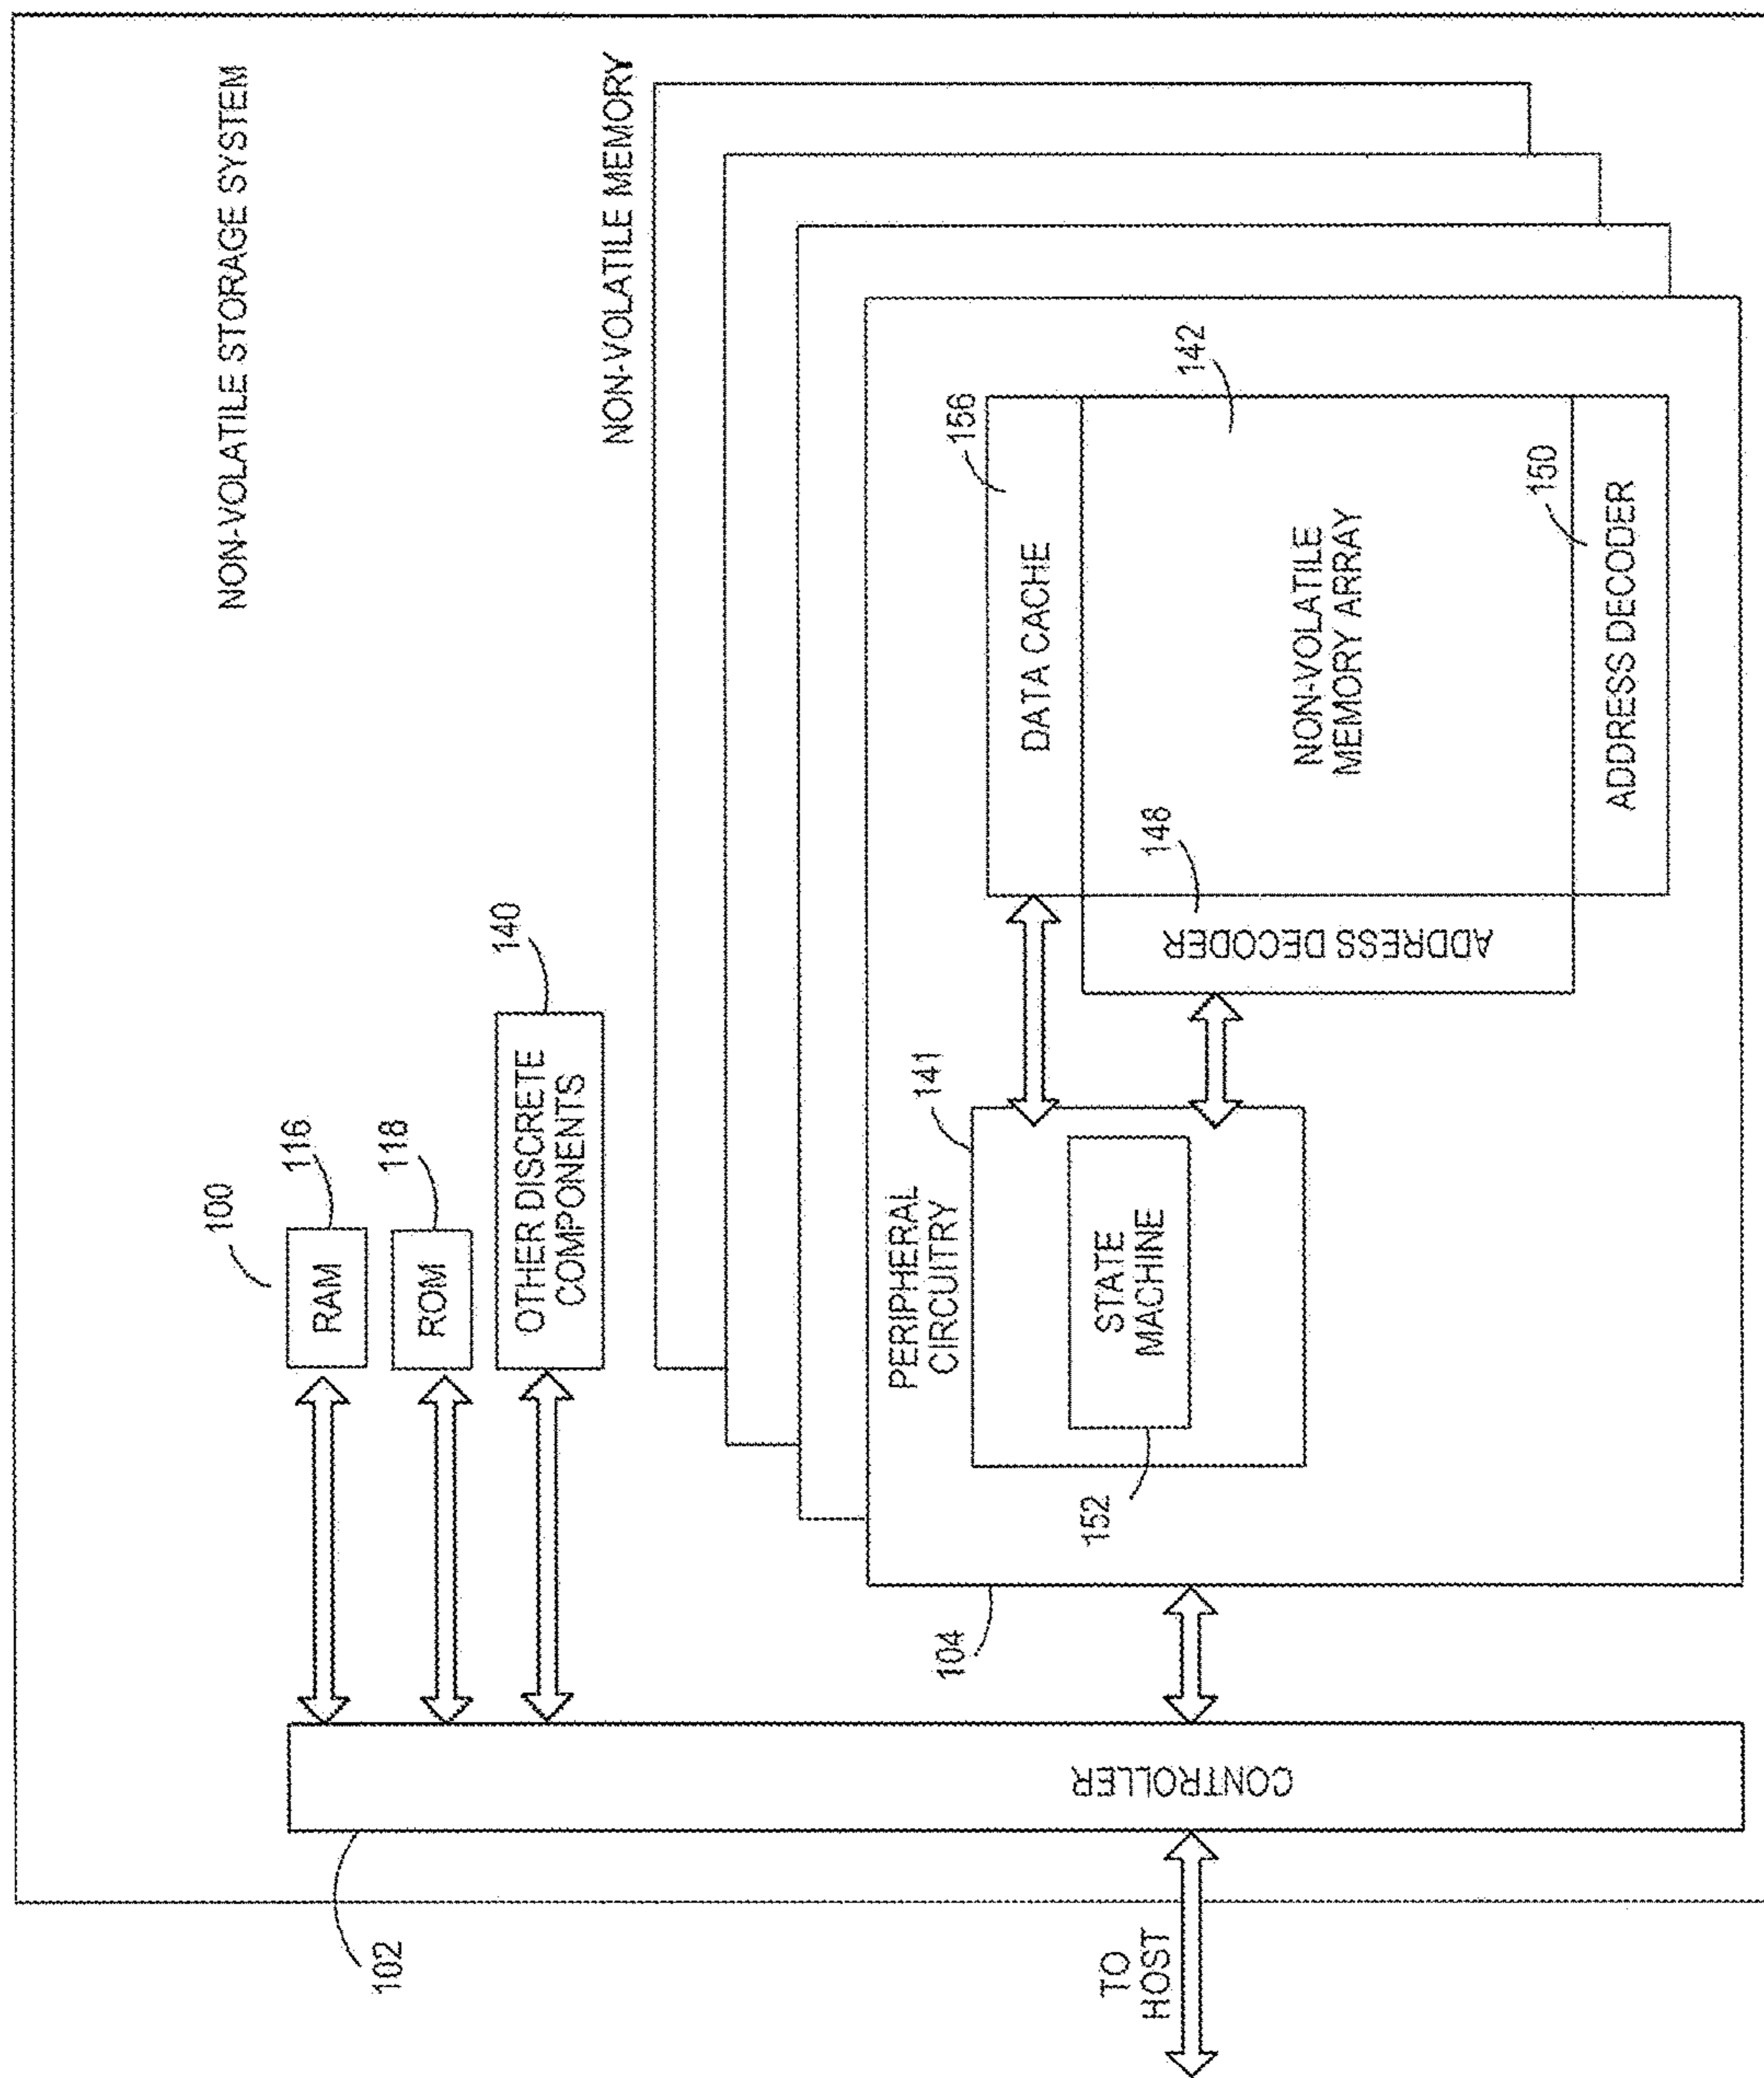 NON-VOLATILE STORAGE SYSTEM
100
RAM
116
ROM
118
OTHER DISCRETE
COMPONENTS
140
NON-VOLATILE MEMORY
PERIPHERAL
CIRCUITRY
141
DATA CACHE
156
STATE
MACHINE
152
ADDRESS DECODER
148
NON-VOLATILE
MEMORY ARRAY
142
ADDRESS DECODER
150
104
CONTROLLER
102
TO
HOST